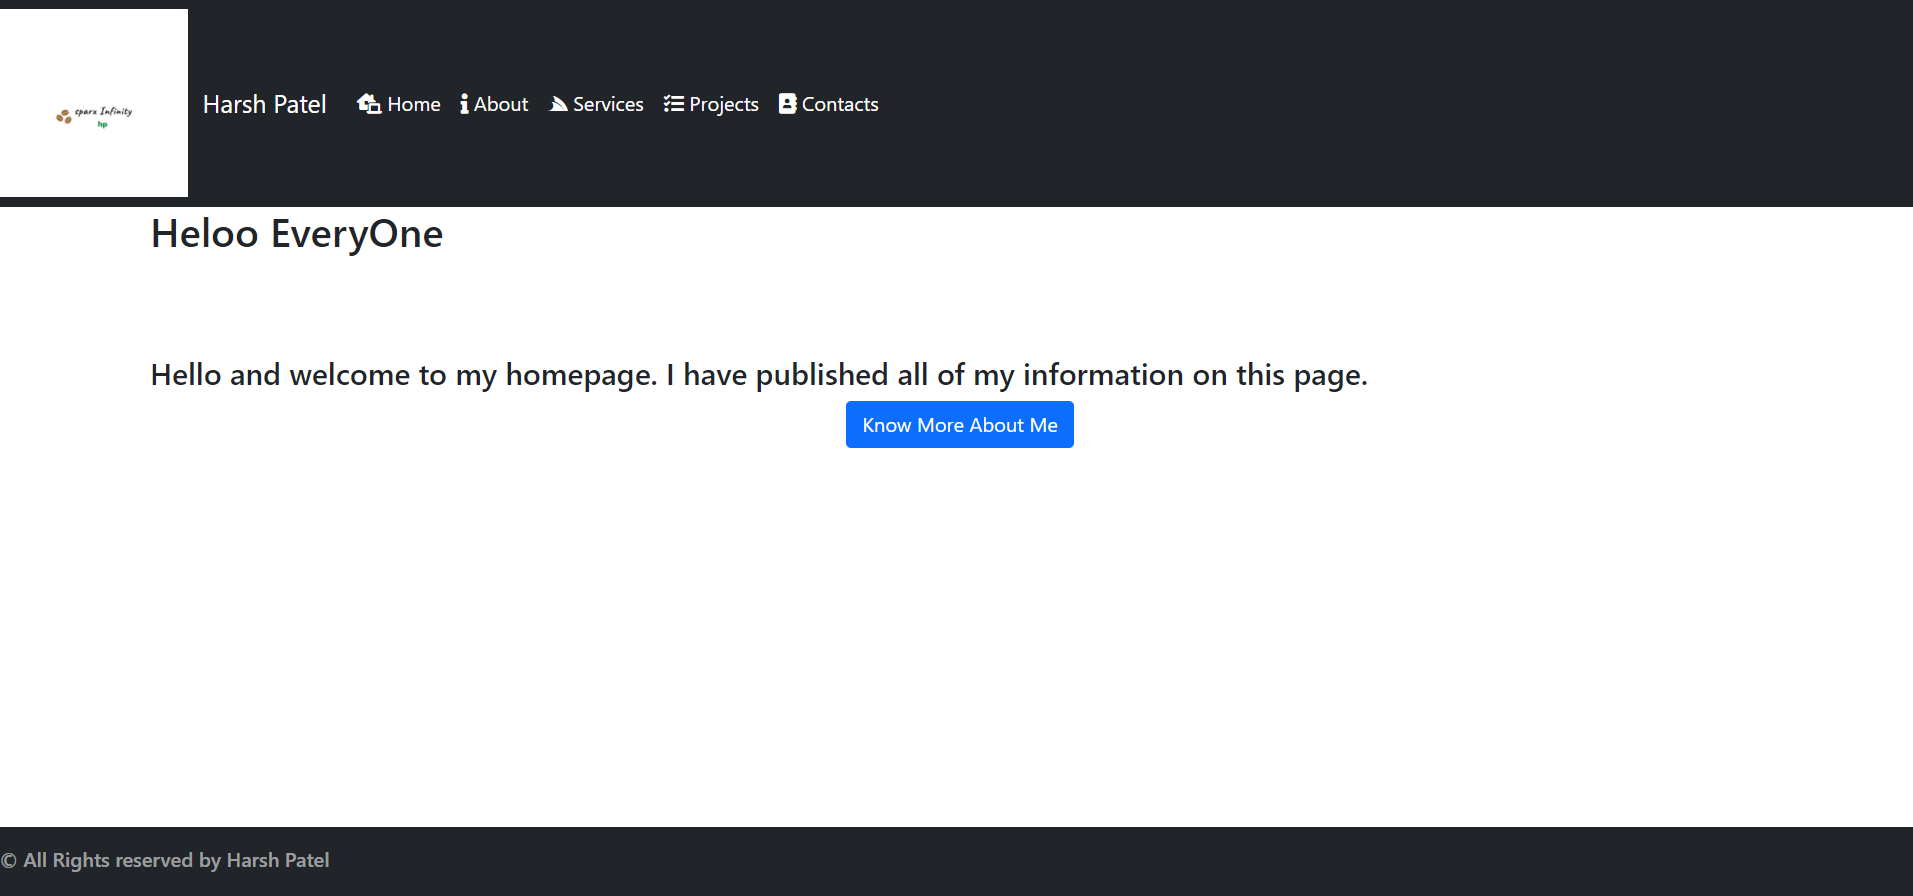 cparx Infinity
hp
Harsh Patel Home About Services Projects Contacts
Heloo EveryOne
Hello and welcome to my homepage. I have published all of my information on this page.
Know More About Me
© All Rights reserved by Harsh Patel